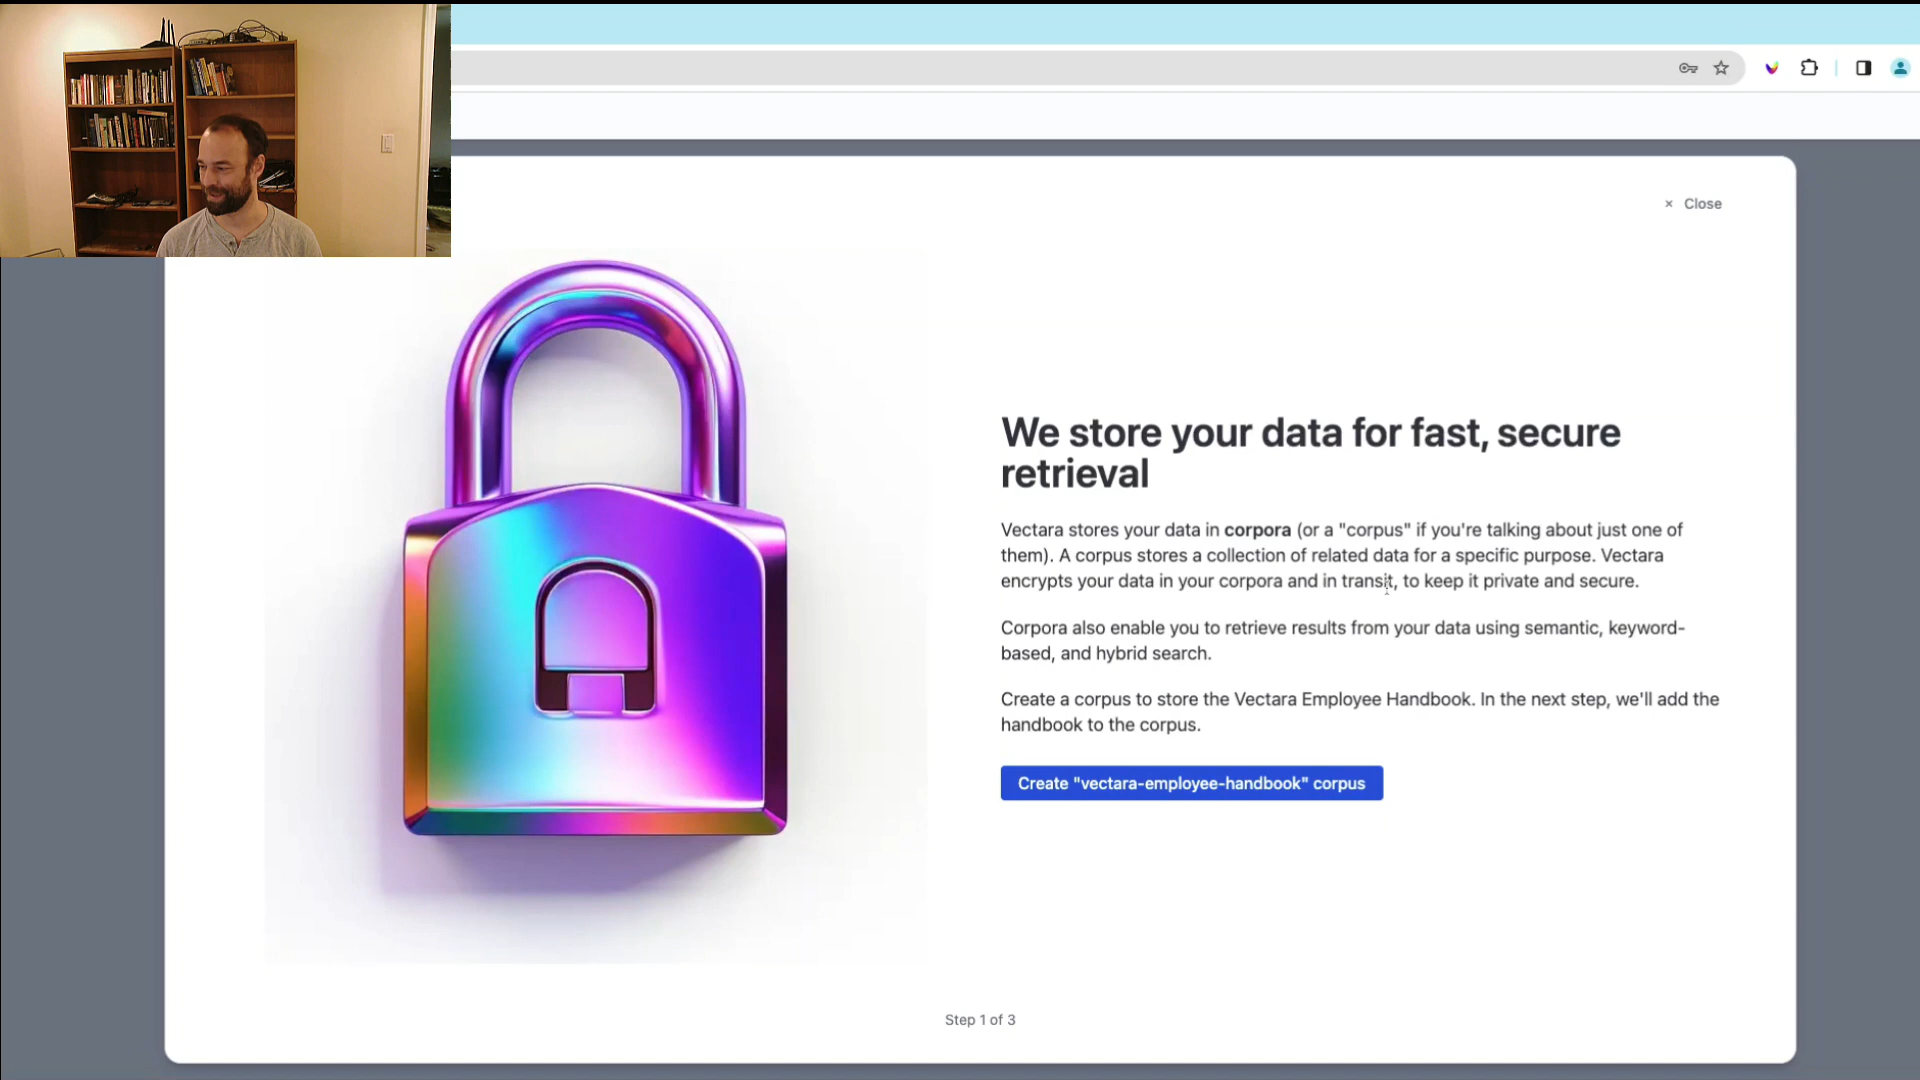 × Close
We store your data for fast, secure
retrieval
Vectara stores your data in corpora (or a "corpus" if you're talking about just one of
them). A corpus stores a collection of related data for a specific purpose. Vectara
encrypts your data in your corpora and in transit, to keep it private and secure.
Corpora also enable you to retrieve results from your data using semantic, keyword-
based, and hybrid search.
Create a corpus to store the Vectara Employee Handbook. In the next step, we'll add the
handbook to the corpus.
Create "vectara-employee-handbook" corpus
Step 1 of 3